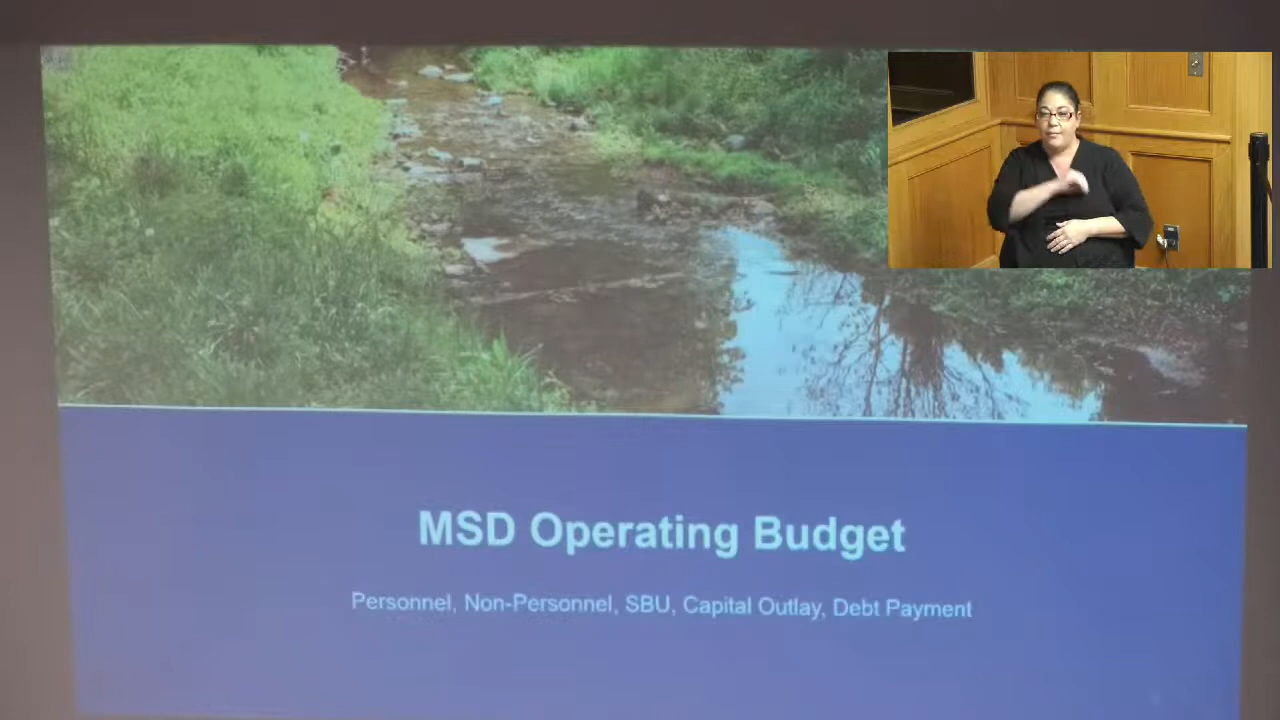 MSD Operating Budget
Personnel, Non-Personnel, SBU, Capital Outlay, Debt Payment